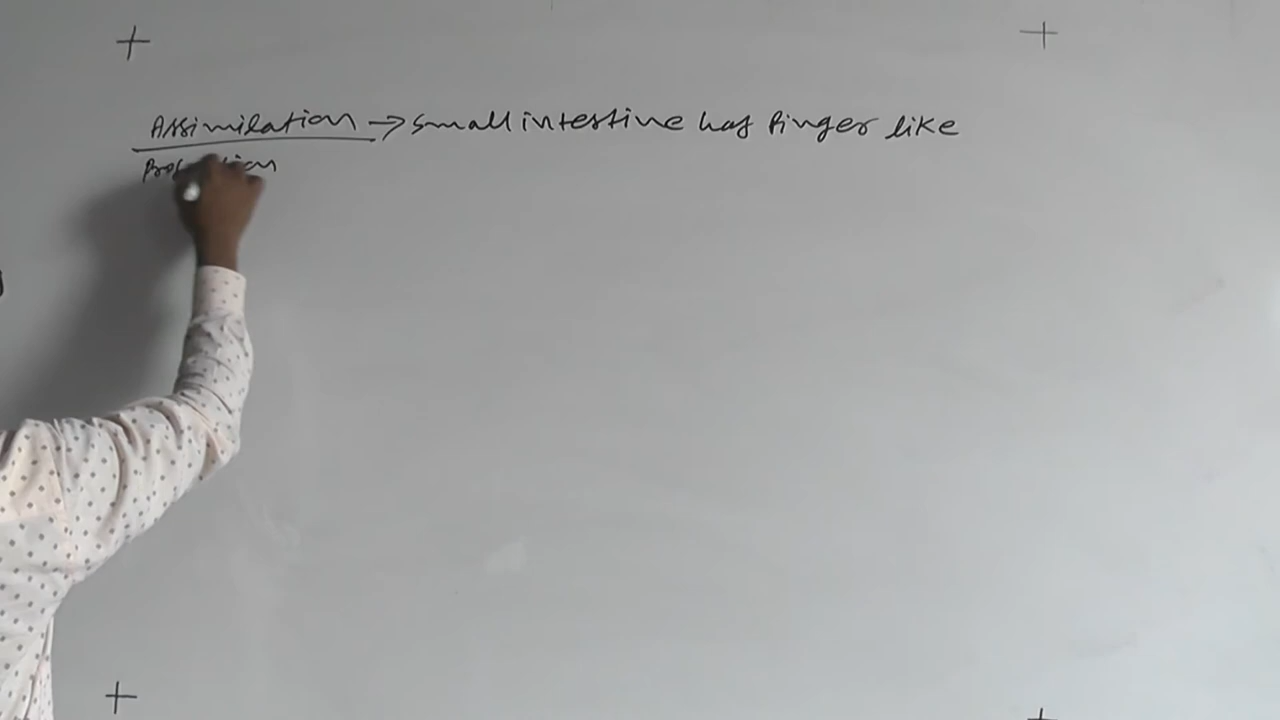 Assimilation → Small intestine has finger like